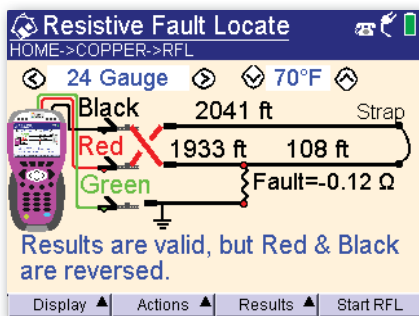 Resistive Fault Locate
HOME->COPPER->RFL
24 Gauge 70°F
Black 2041 ft Strap
Red 1933 ft 108 ft
Green Fault=-0.12 Ω
Results are valid, but Red & Black
are reversed.
Display Actions Results Start RFL